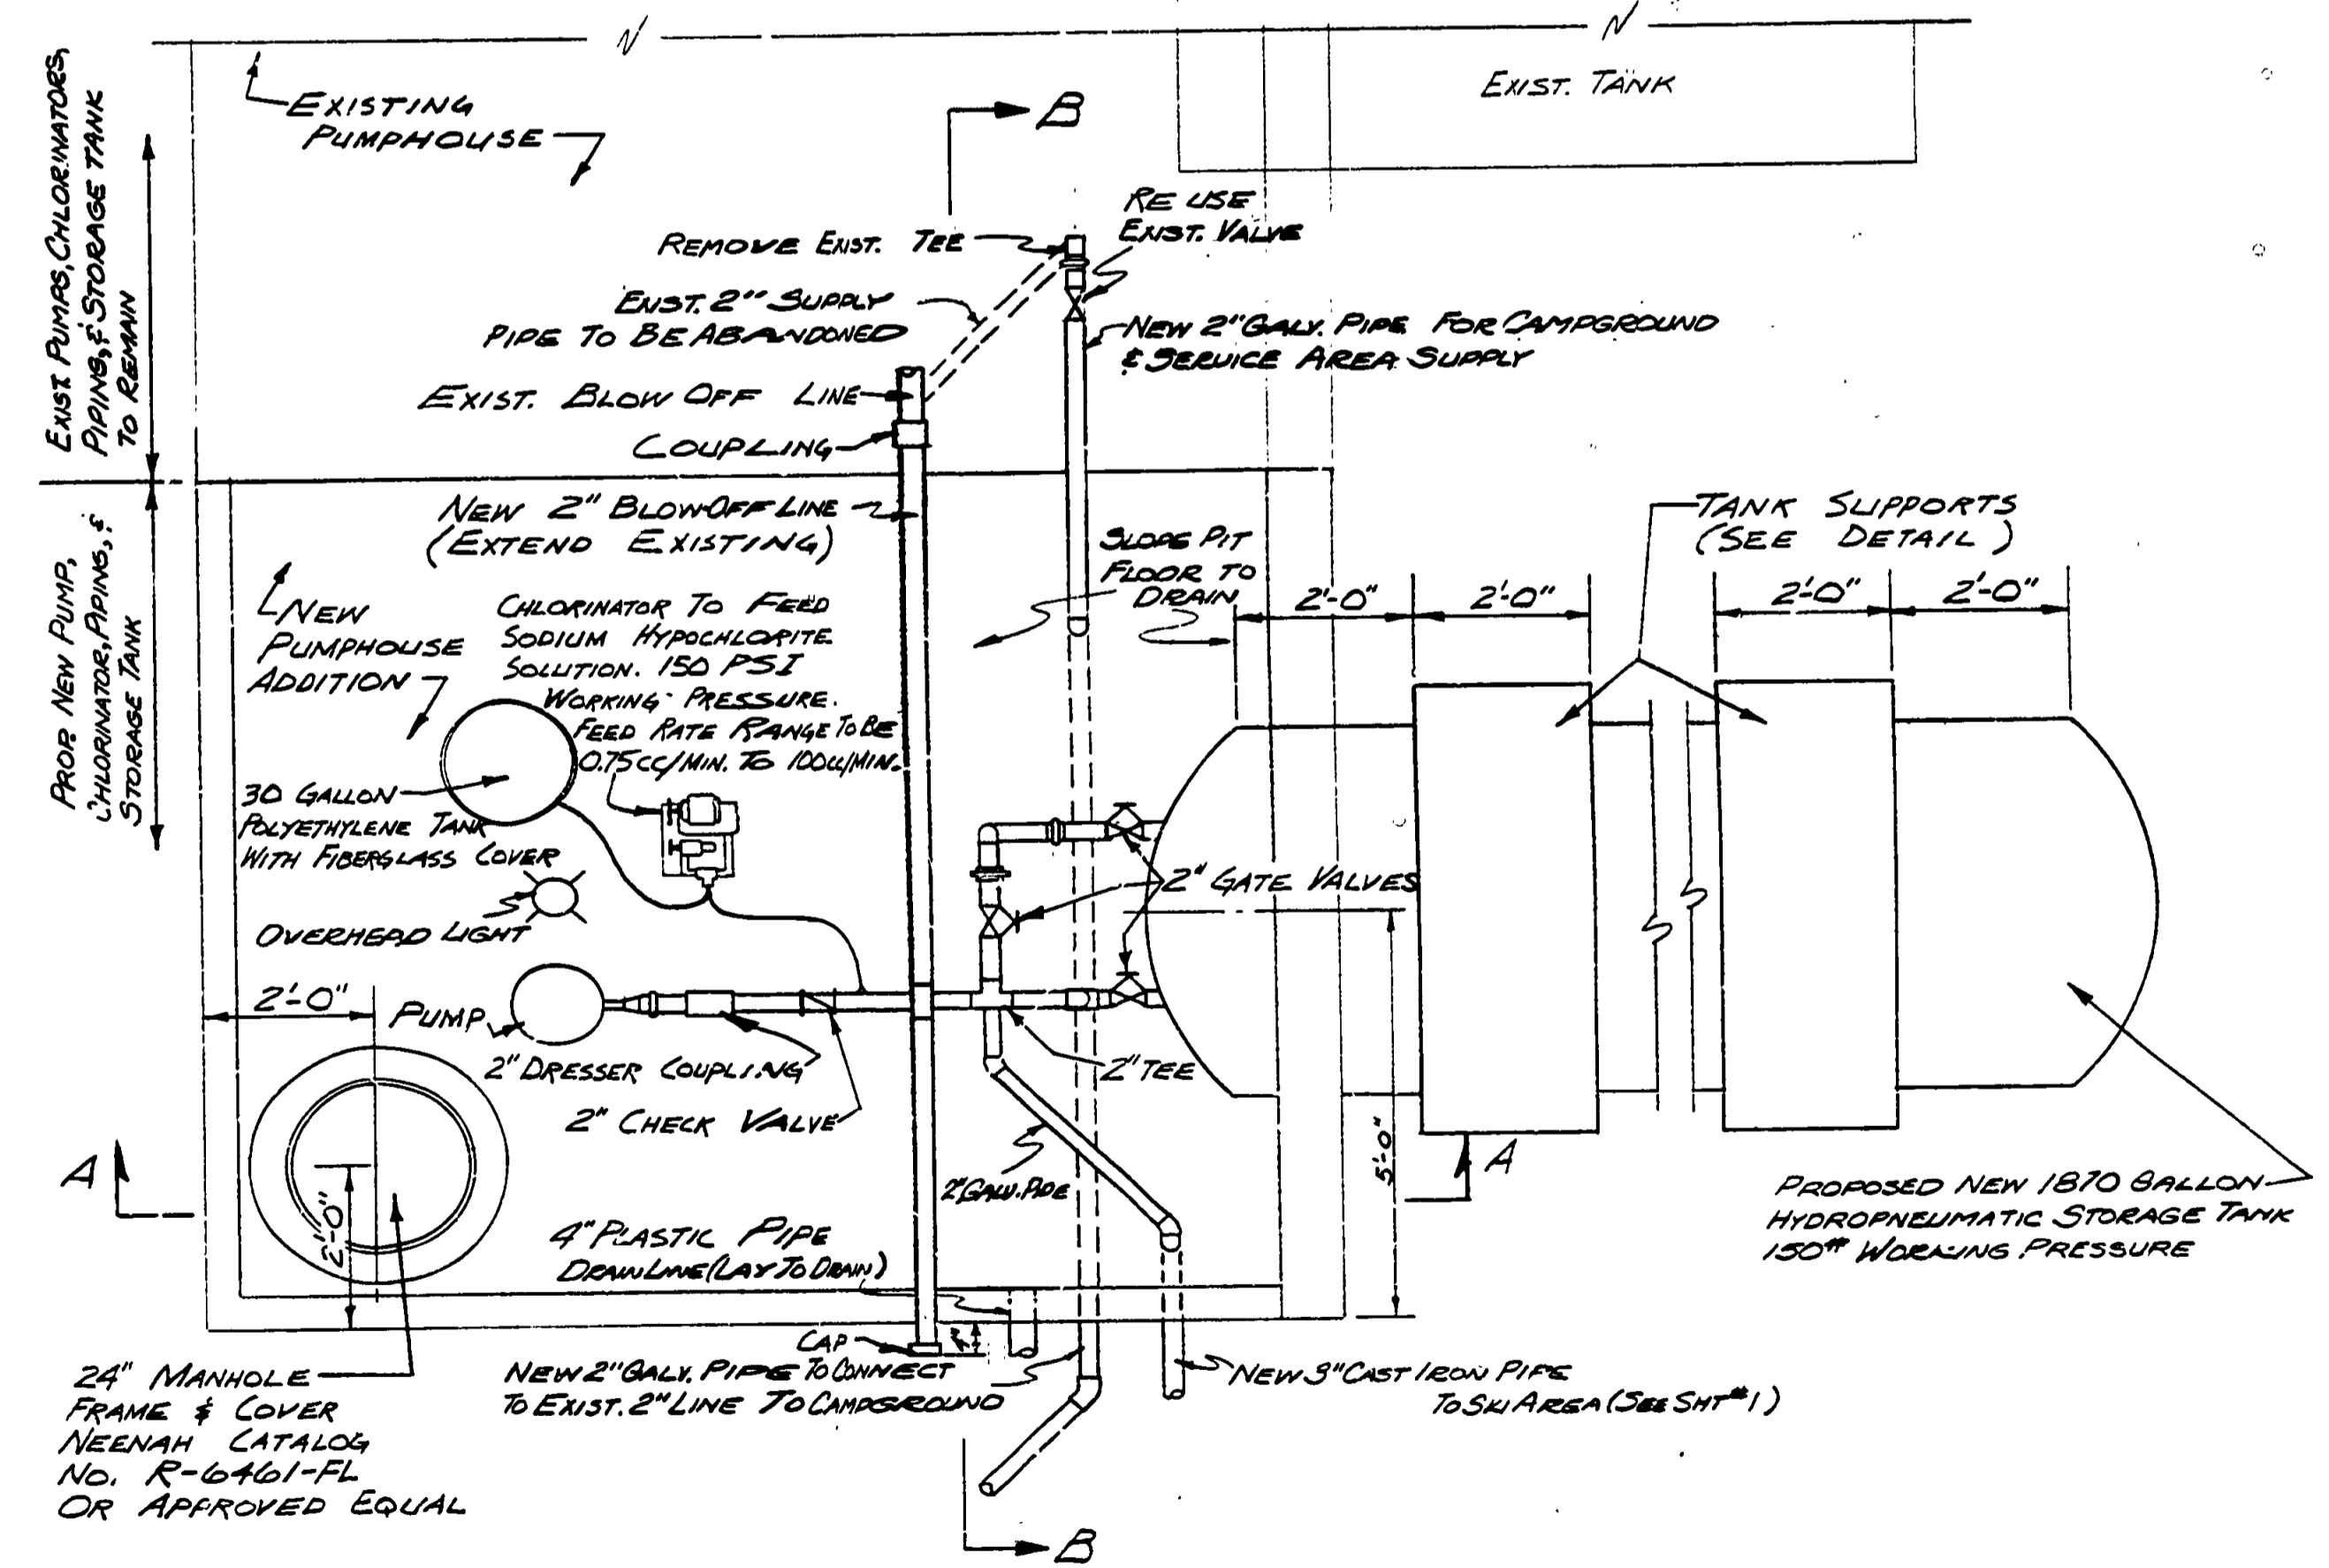 EXIST. PUMPS, CHLORINATORS,
PIPING, & STORAGE TANK
TO REMAIN
EXISTING
PUMPHOUSE
N
N
EXIST. TANK
B
REMOVE EXIST. TEE
RE USE
EXIST. VALVE
EXIST. 2" SUPPLY
PIPE TO BE ABANDONED
NEW 2" GALV. PIPE FOR CAMPGROUND
& SERVICE AREA SUPPLY
EXIST. BLOW OFF LINE
COUPLING
PROP. NEW PUMP,
CHLORINATOR, PIPING, &
STORAGE TANK
NEW 2" BLOW-OFF LINE
(EXTEND EXISTING)
SLOPE PIT
FLOOR TO
DRAIN
TANK SUPPORTS
(SEE DETAIL)
2'-0"
2'-0"
2'-0"
2'-0"
NEW
PUMPHOUSE
ADDITION
CHLORINATOR TO FEED
SODIUM HYPOCHLORITE
SOLUTION. 150 PSI
WORKING PRESSURE.
FEED RATE RANGE TO BE
0.75CC/MIN. TO 100CC/MIN.
30 GALLON
POLYETHYLENE TANK
WITH FIBERGLASS COVER
OVERHEAD LIGHT
2" GATE VALVES
2'-0"
PUMP
2" DRESSER COUPLING
2" TEE
2" CHECK VALVE
A
A
2'-0"
5'-0"
2" GALV. PIPE
4" PLASTIC PIPE
DRAIN LINE (LAY TO DRAIN)
PROPOSED NEW 1870 GALLON
HYDROPNEUMATIC STORAGE TANK
150# WORKING PRESSURE
CAP
24" MANHOLE
FRAME & COVER
NEENAH CATALOG
NO. R-6461-FL
OR APPROVED EQUAL
NEW 2" GALV. PIPE TO CONNECT
TO EXIST. 2" LINE TO CAMPGROUND
NEW 3" CAST IRON PIPE
TO SKI AREA (SEE SHT #1)
B